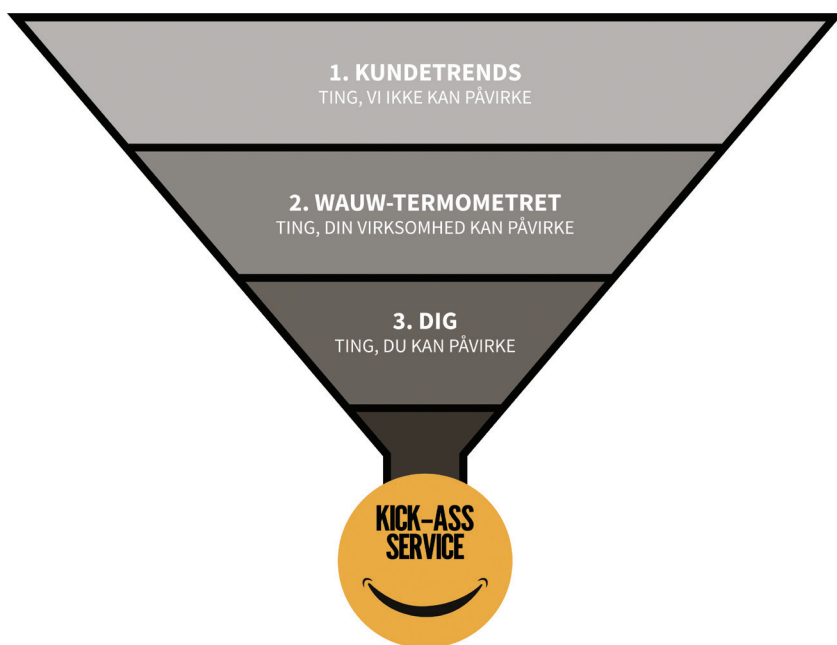 1. KUNDETRENDS
TING, VI IKKE KAN PÅVIRKE
2. WAUW-TERMOMETRET
TING, DIN VIRKSOMHED KAN PÅVIRKE
3. DIG
TING, DU KAN PÅVIRKE
KICK-ASS
SERVICE